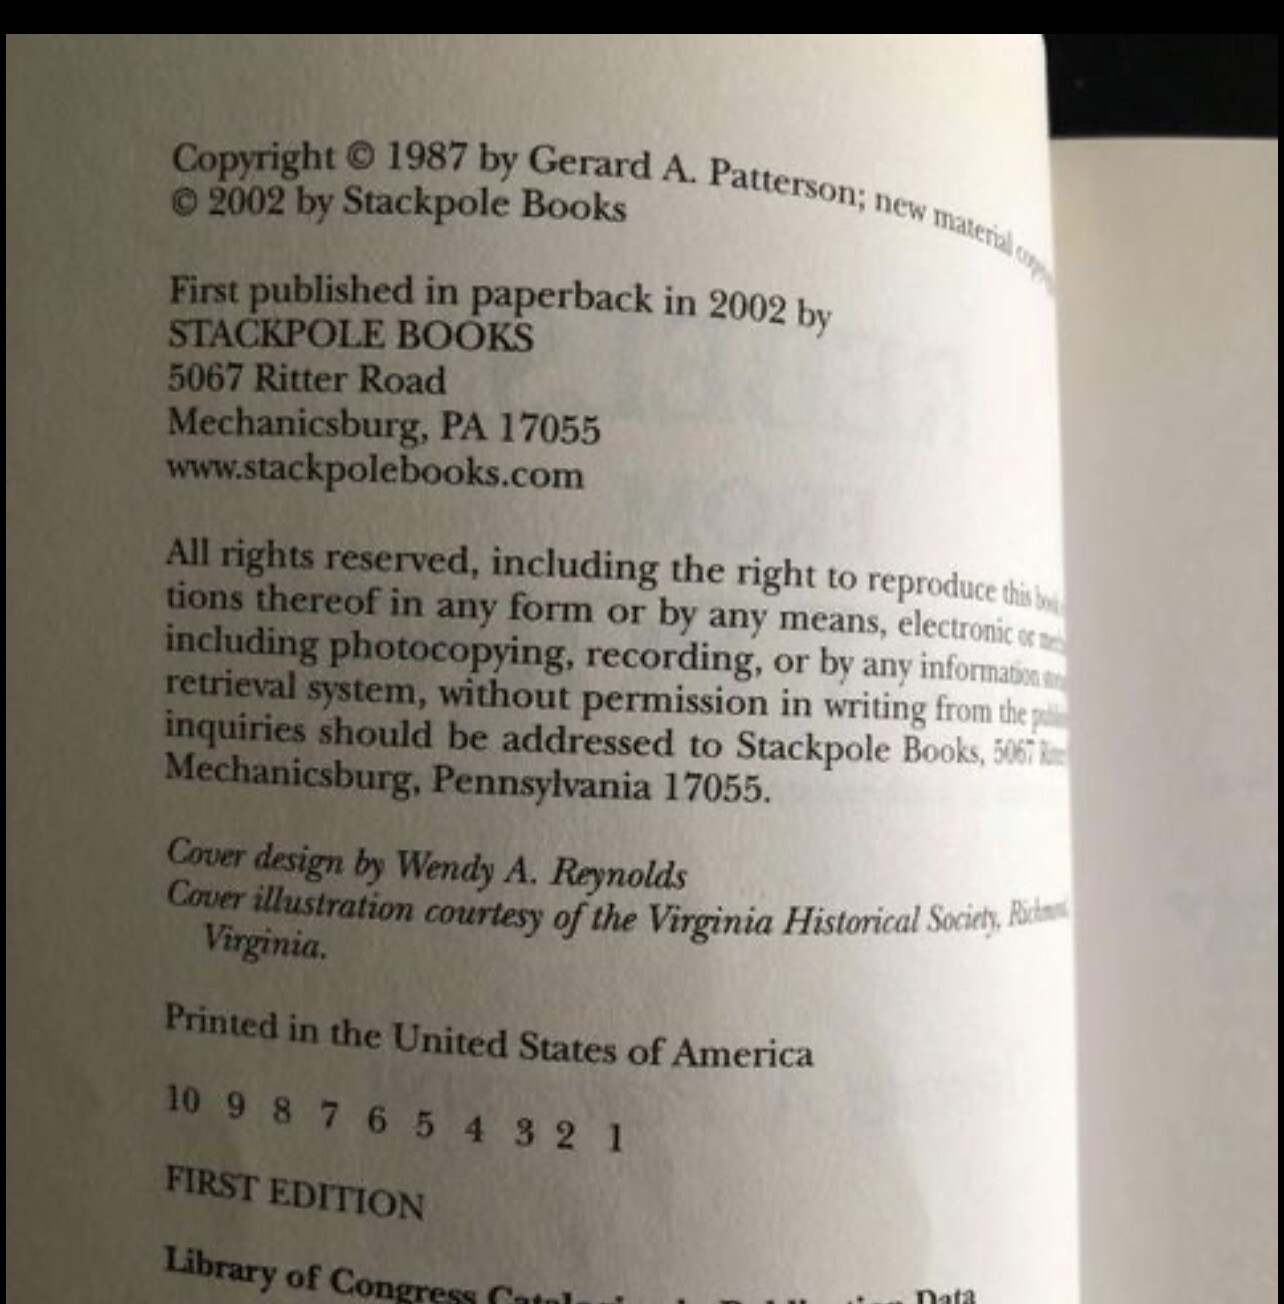 Copyright © 1987 by Gerard A. Patterson; new material
© 2002 by Stackpole Books
First published in paperback in 2002 by
STACKPOLE BOOKS
5067 Ritter Road
Mechanicsburg, PA 17055
www.stackpolebooks.com
All rights reserved, including the right to reproduce this book
tions thereof in any form or by any means, electronic or
including photocopying, recording, or by any information
retrieval system, without permission in writing from the
inquiries should be addressed to Stackpole Books, 5067
Mechanicsburg, Pennsylvania 17055.
Cover design by Wendy A. Reynolds
Cover illustration courtesy of the Virginia Historical Society, Richmond,
Virginia.
Printed in the United States of America
10 9 8 7 6 5 4 3 2 1
FIRST EDITION
Library of Congress Data